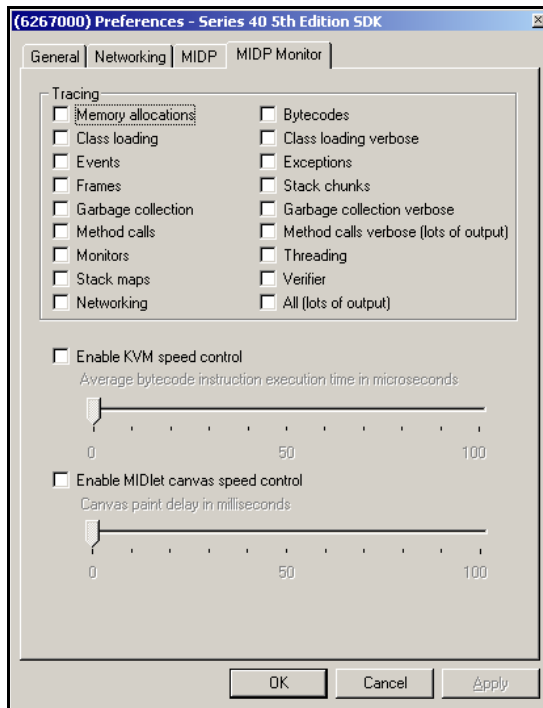 (6267000) Preferences - Series 40 5th Edition SDK
General Networking MIDP MIDP Monitor
Tracing
Memory allocations Bytecodes
Class loading Class loading verbose
Events Exceptions
Frames Stack chunks
Garbage collection Garbage collection verbose
Method calls Method calls verbose (lots of output)
Monitors Threading
Stack maps Verifier
Networking All (lots of output)
Enable KVM speed control
Average bytecode instruction execution time in microseconds
0 50 100
Enable MIDlet canvas speed control
Canvas paint delay in milliseconds
0 50 100
OK Cancel Apply